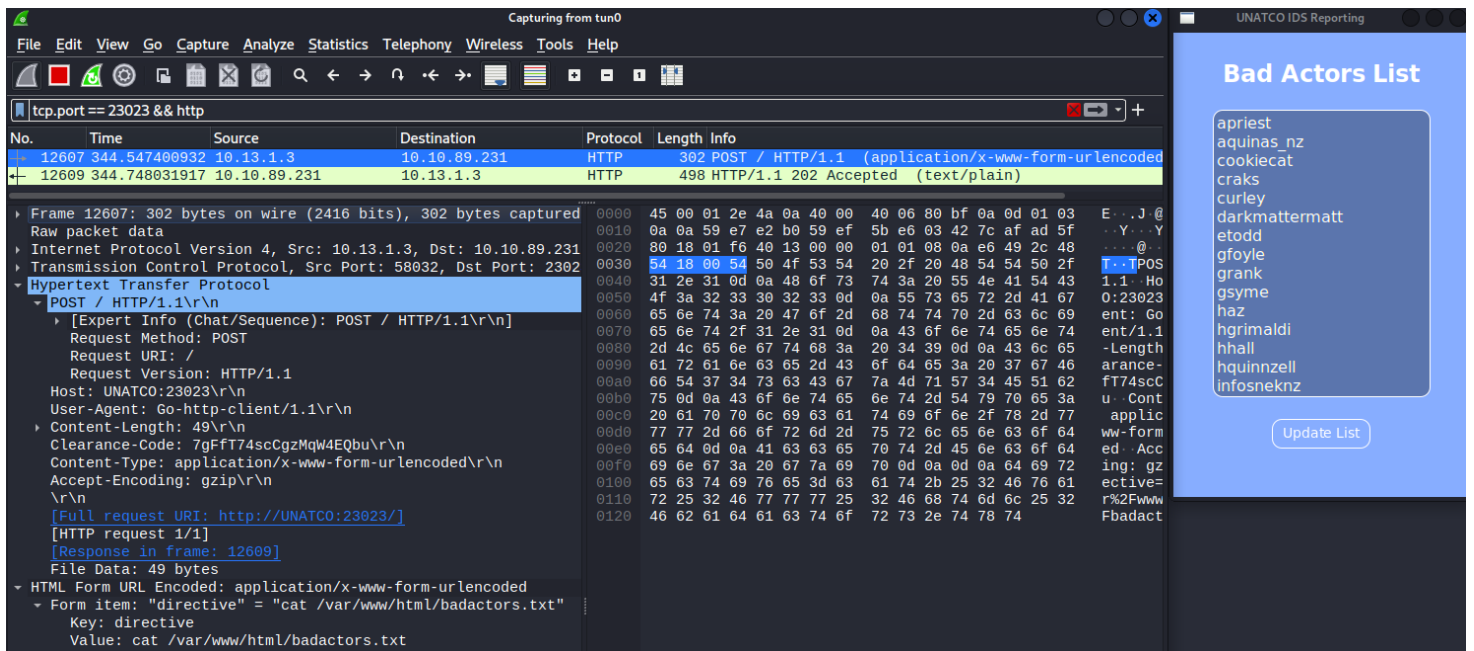 Capturing from tun0
UNATCO IDS Reporting
File Edit View Go Capture Analyze Statistics Telephony Wireless Tools Help
tcp.port == 23023 && http
No. Time Source Destination Protocol Length Info
12607 344.547400932 10.13.1.3 10.10.89.231 HTTP 302 POST / HTTP/1.1 (application/x-www-form-urlencoded
12609 344.748031917 10.10.89.231 10.13.1.3 HTTP 498 HTTP/1.1 202 Accepted (text/plain)
Frame 12607: 302 bytes on wire (2416 bits), 302 bytes captured
Raw packet data
Internet Protocol Version 4, Src: 10.13.1.3, Dst: 10.10.89.231
Transmission Control Protocol, Src Port: 58032, Dst Port: 2302
Hypertext Transfer Protocol
POST / HTTP/1.1\r\n
[Expert Info (Chat/Sequence): POST / HTTP/1.1\r\n]
Request Method: POST
Request URI: /
Request Version: HTTP/1.1
Host: UNATCO:23023\r\n
User-Agent: Go-http-client/1.1\r\n
Content-Length: 49\r\n
Clearance-Code: 7gFfT74scCgzMqW4EQbu\r\n
Content-Type: application/x-www-form-urlencoded\r\n
Accept-Encoding: gzip\r\n
\r\n
[Full request URI: http://UNATCO:23023/]
[HTTP request 1/1]
[Response in frame: 12609]
File Data: 49 bytes
HTML Form URL Encoded: application/x-www-form-urlencoded
Form item: "directive" = "cat /var/www/html/badactors.txt"
Key: directive
Value: cat /var/www/html/badactors.txt
0000 45 00 01 2e 4a 0a 40 00 40 06 80 bf 0a 0d 01 03 E··.J·@
0010 0a 0a 59 e7 e2 b0 59 ef 5b e6 03 42 7c af ad 5f ··Y···Y
0020 80 18 01 f6 40 13 00 00 01 01 08 0a e6 49 2c 48 ····@··
0030 54 18 00 54 50 4f 53 54 20 2f 20 48 54 54 50 2f T··TPOS
0040 31 2e 31 0d 0a 48 6f 73 74 3a 20 55 4e 41 54 43 1.1··Ho
0050 4f 3a 32 33 30 32 33 0d 0a 55 73 65 72 2d 41 67 O:23023
0060 65 6e 74 3a 20 47 6f 2d 68 74 74 70 2d 63 6c 69 ent: Go
0070 65 6e 74 2f 31 2e 31 0d 0a 43 6f 6e 74 65 6e 74 ent/1.1
0080 2d 4c 65 6e 67 74 68 3a 20 34 39 0d 0a 43 6c 65 -Length
0090 61 72 61 6e 63 65 2d 43 6f 64 65 3a 20 37 67 46 arance-
00a0 66 54 37 34 73 63 43 67 7a 4d 71 57 34 45 51 62 fT74scC
00b0 75 0d 0a 43 6f 6e 74 65 6e 74 2d 54 79 70 65 3a u··Cont
00c0 20 61 70 70 6c 69 63 61 74 69 6f 6e 2f 78 2d 77 applic
00d0 77 77 2d 66 6f 72 6d 2d 75 72 6c 65 6e 63 6f 64 ww-form
00e0 65 64 0d 0a 41 63 63 65 70 74 2d 45 6e 63 6f 64 ed··Acc
00f0 69 6e 67 3a 20 67 7a 69 70 0d 0a 0d 0a 64 69 72 ing: gz
0100 65 63 74 69 76 65 3d 63 61 74 2b 25 32 46 76 61 ective=
0110 72 25 32 46 77 77 77 25 32 46 68 74 6d 6c 25 32 r%2Fwww
0120 46 62 61 64 61 63 74 6f 72 73 2e 74 78 74 Fbadact
Bad Actors List
apriest
aquinas_nz
cookiecat
craks
curley
darkmattermatt
etodd
gfoyle
grank
gsyme
haz
hgrimaldi
hhall
hquinnzell
infosneknz
Update List